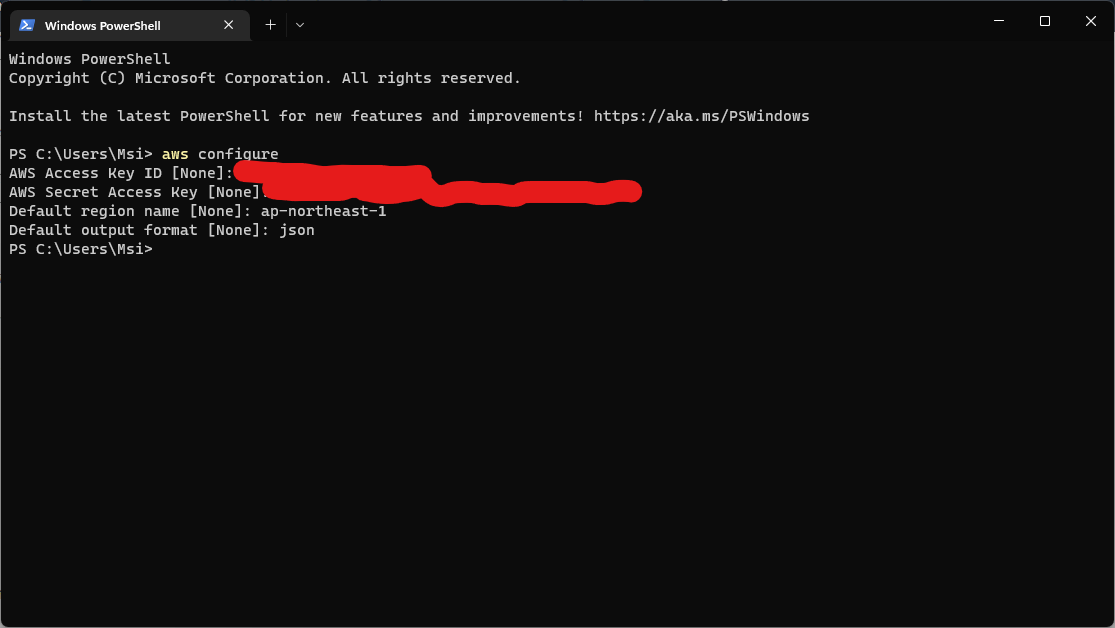 Windows PowerShell
Windows PowerShell
Copyright (C) Microsoft Corporation. All rights reserved.
Install the latest PowerShell for new features and improvements! https://aka.ms/PSWindows
PS C:\Users\Msi> aws configure
AWS Access Key ID [None]:
AWS Secret Access Key [None]:
Default region name [None]: ap-northeast-1
Default output format [None]: json
PS C:\Users\Msi>